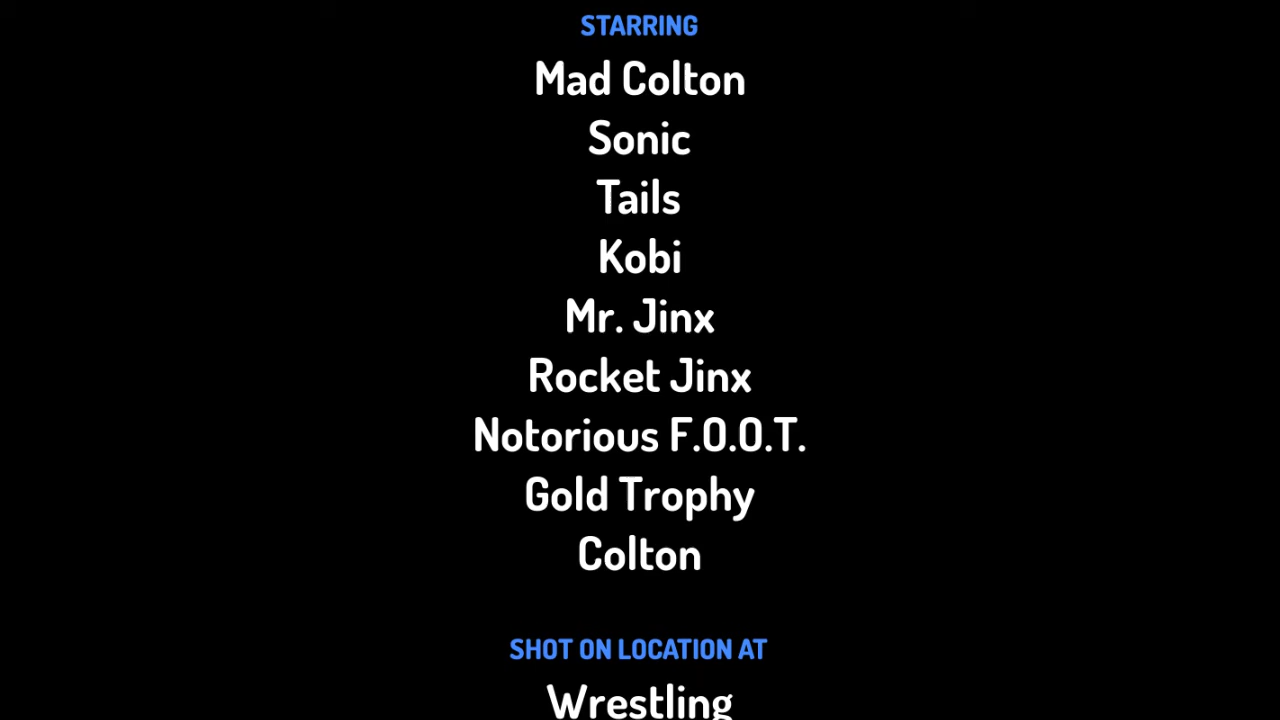 STARRING
Mad Colton
Sonic
Tails
Kobi
Mr. Jinx
Rocket Jinx
Notorious F.O.O.T.
Gold Trophy
Colton
SHOT ON LOCATION AT
Wrestling